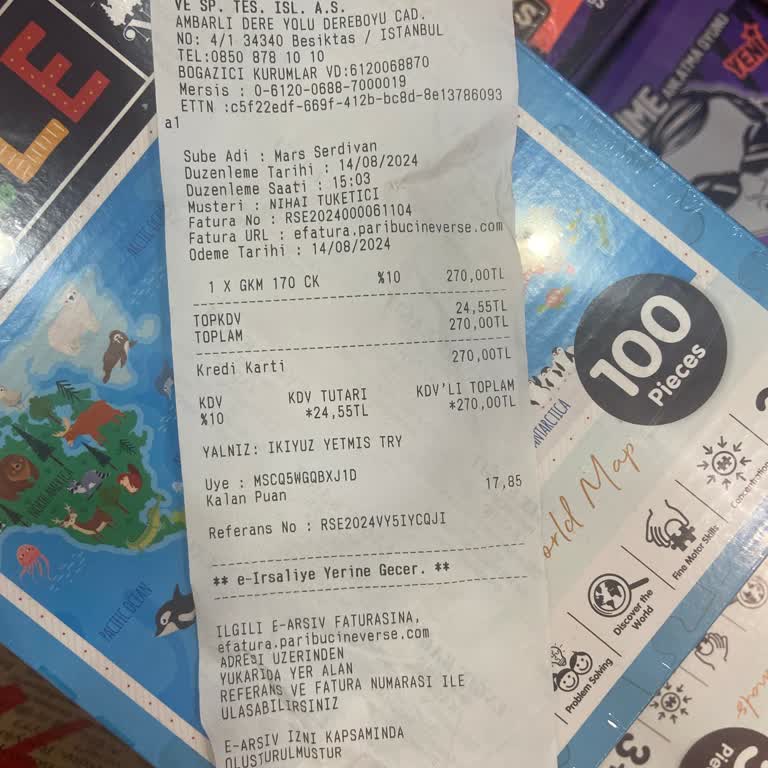 VE SP. TES. ISL. A.S.
AMBARLI DERE YOLU DEREBOYU CAD.
NO: 4/1 34340 Besiktas / ISTANBUL
TEL:0850 878 10 10
BOGAZICI KURUMLAR VD:6120068870
Mersis : 0-6120-0688-7000019
ETTN :c5f22edf-669f-412b-bc8d-8e13786093
a1
Sube Adi : Mars Serdivan
Duzenleme Tarihi : 14/08/2024
Duzenleme Saati : 15:03
Musteri : NIHAI TUKETICI
Fatura No : RSE2024000061104
Fatura URL : efatura.paribucineverse.com
Odeme Tarihi : 14/08/2024
1 X GKM 170 CK %10 270,00TL
TOPKDV 24,55TL
TOPLAM 270,00TL
Kredi Karti 270,00TL
KDV KDV TUTARI KDV'LI TOPLAM
%10 *24,55TL *270,00TL
YALNIZ: IKIYUZ YETMIS TRY
Uye : MSCQ5WGQBXJ1D 17,85
Kalan Puan
Referans No : RSE2024VY5IYCQJI
** e-Irsaliye Yerine Gecer. **
ILGILI E-ARSIV FATURASINA,
efatura.paribucineverse.com
ADRESI UZERINDEN
YUKARIDA YER ALAN
REFERANS VE FATURA NUMARASI ILE
ULASABILIRSINIZ
E-ARSIV IZNI KAPSAMINDA
OLUSTURULMUSTUR
LE
PACIFIC OCEAN
ANTARCTICA
100
Pieces
World Map
Concentration
Fine Motor Skills
Discover the
World
Problem Solving
ANLATMA OYUNU
YENİ